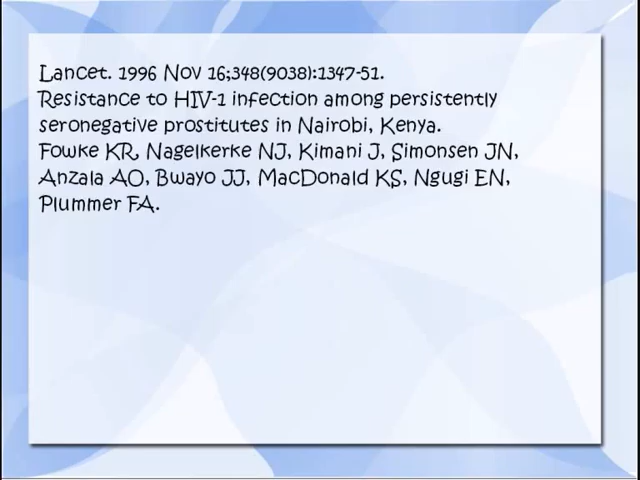 Lancet. 1996 Nov 16;348(9038):1347-51.
Resistance to HIV-1 infection among persistently
seronegative prostitutes in Nairobi, Kenya.
Fowke KR, Nagelkerke NJ, Kimani J, Simonsen JN,
Anzala AO, Bwayo JJ, MacDonald KS, Ngugi EN,
Plummer FA.